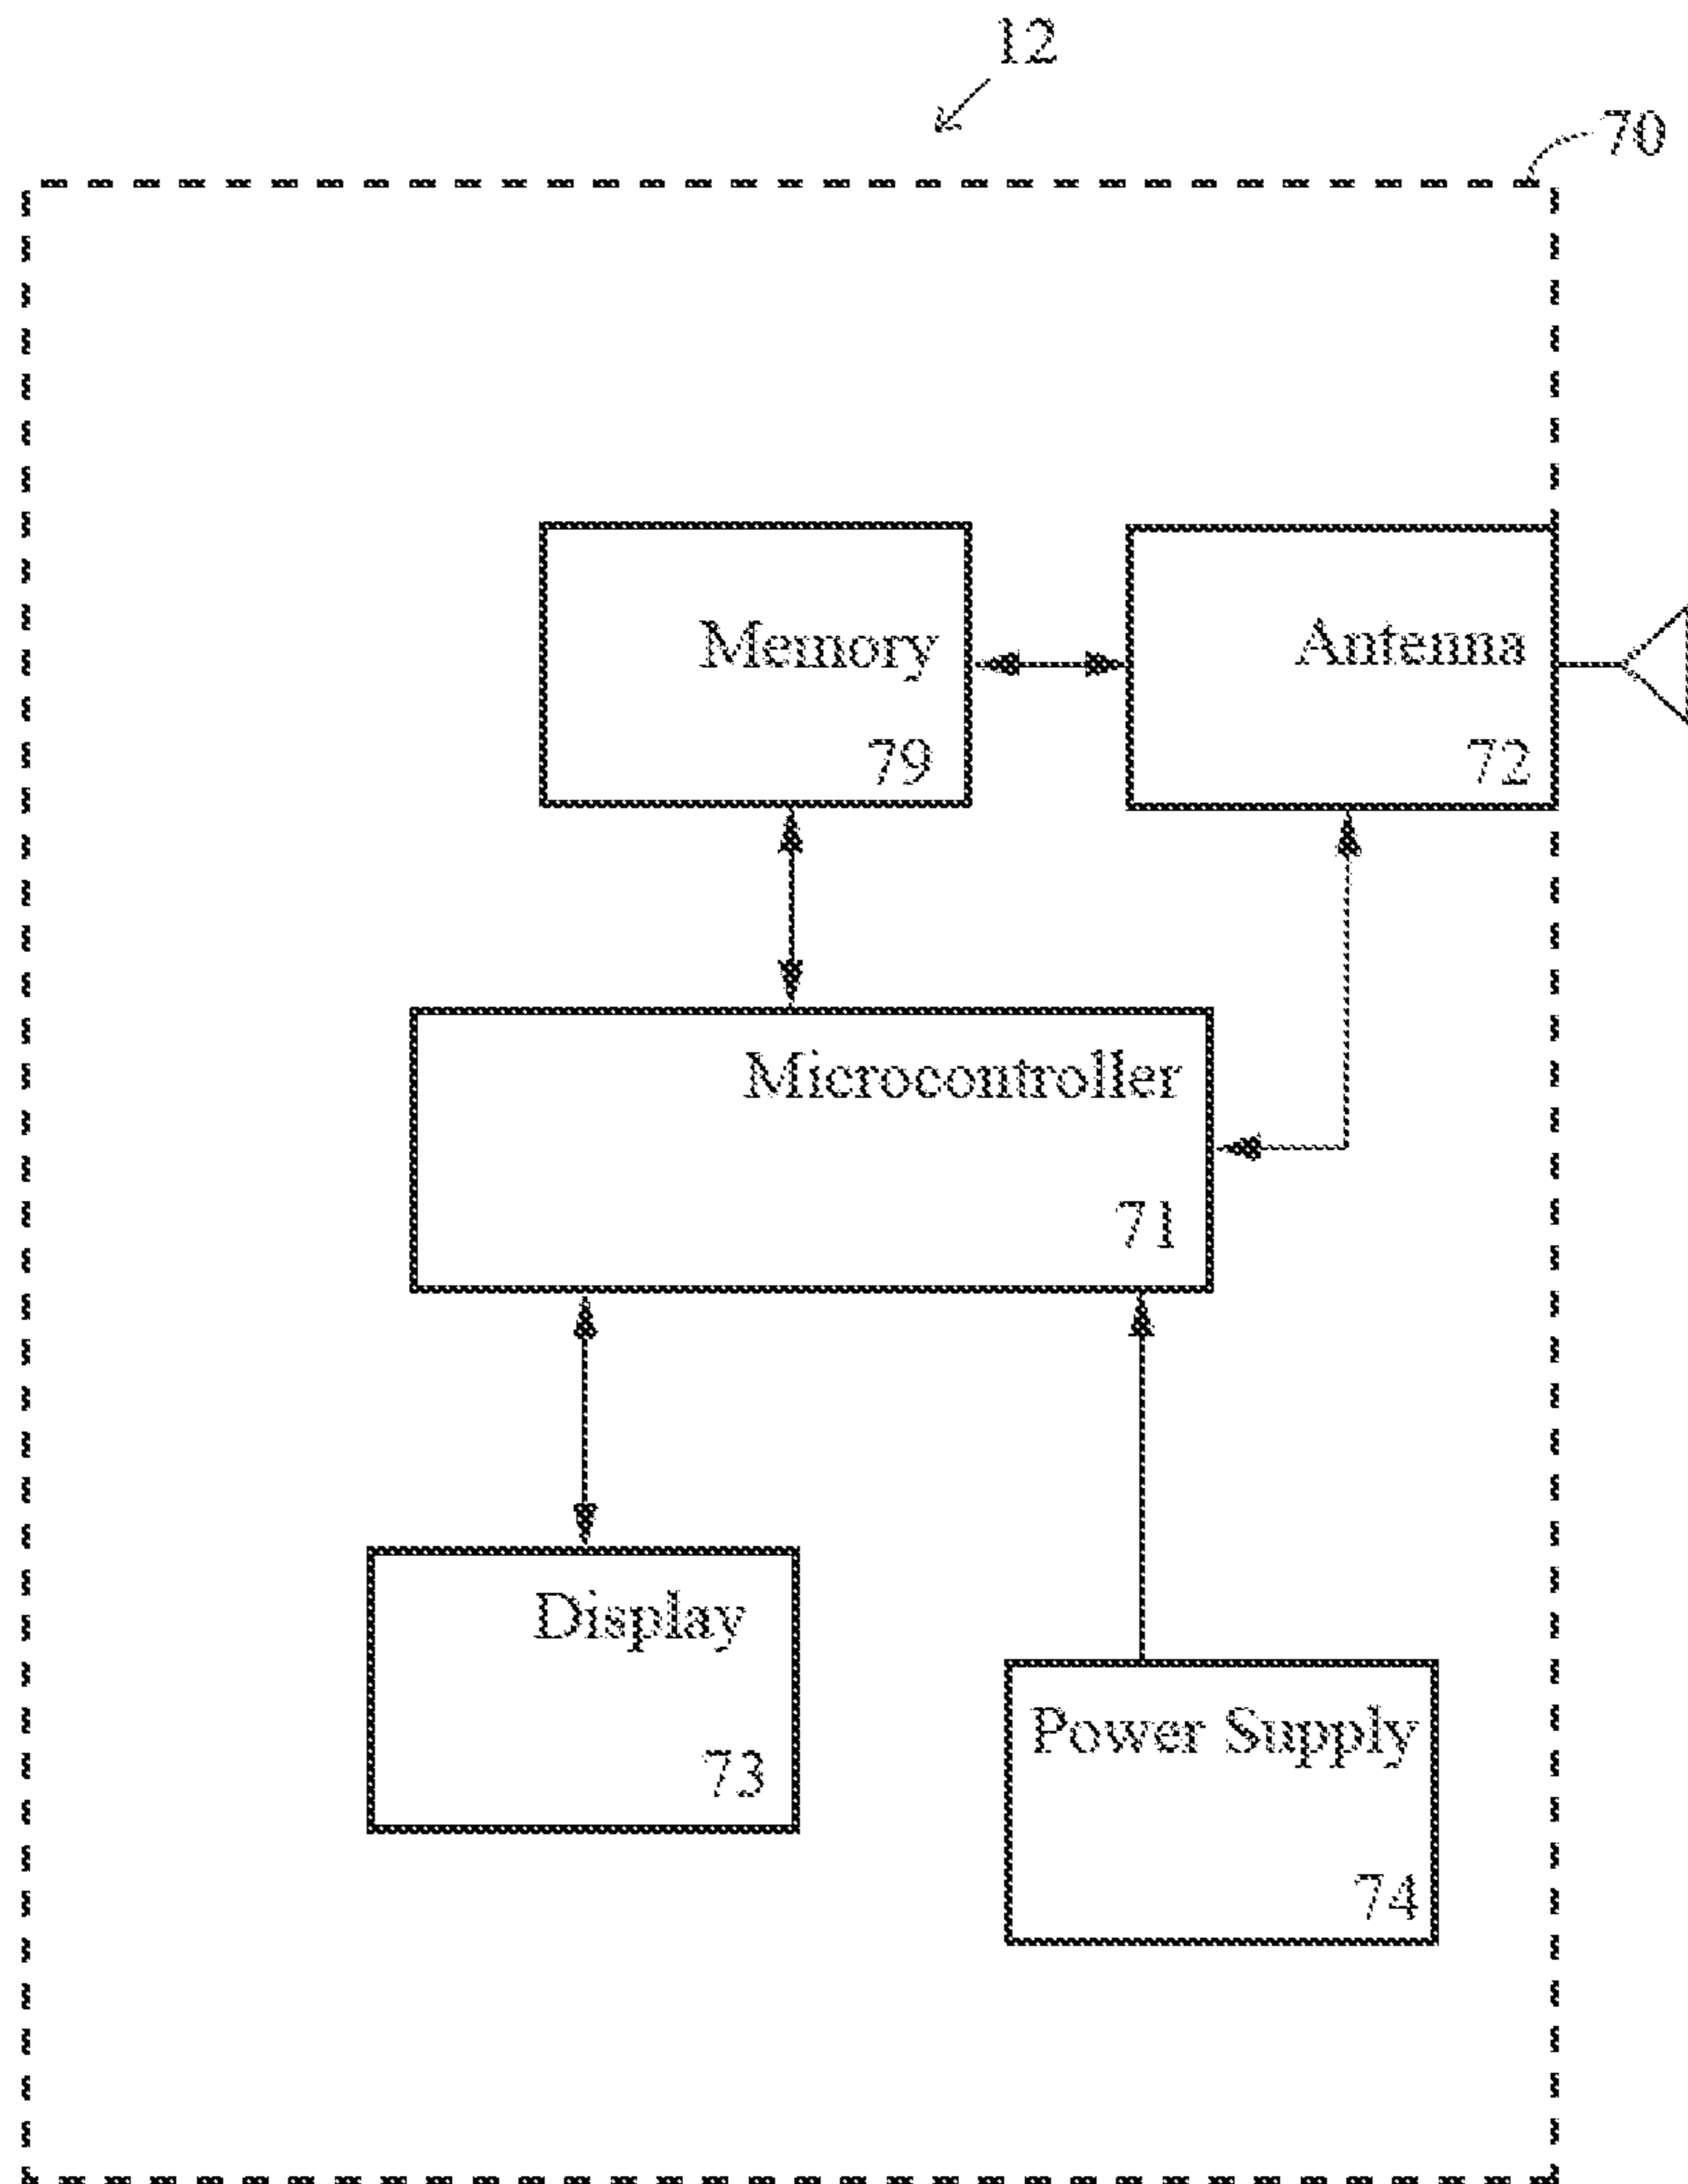 12
70
Memory
79
Antenna
72
Microcontroller
71
Display
73
Power Supply
74